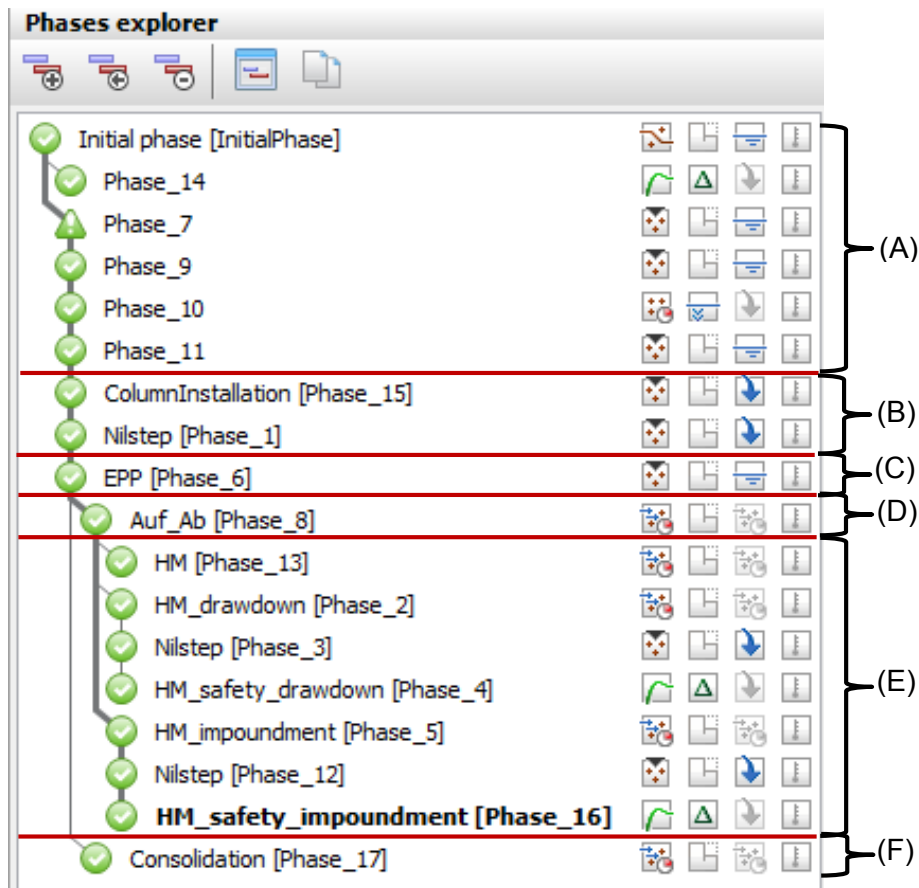 Phases explorer
Initial phase [InitialPhase]
Phase_14
Phase_7
Phase_9
Phase_10
Phase_11
(A)
ColumnInstallation [Phase_15]
Nilstep [Phase_1]
(B)
EPP [Phase_6]
(C)
Auf_Ab [Phase_8]
(D)
HM [Phase_13]
HM_drawdown [Phase_2]
Nilstep [Phase_3]
HM_safety_drawdown [Phase_4]
HM_impoundment [Phase_5]
Nilstep [Phase_12]
HM_safety_impoundment [Phase_16]
(E)
Consolidation [Phase_17]
(F)